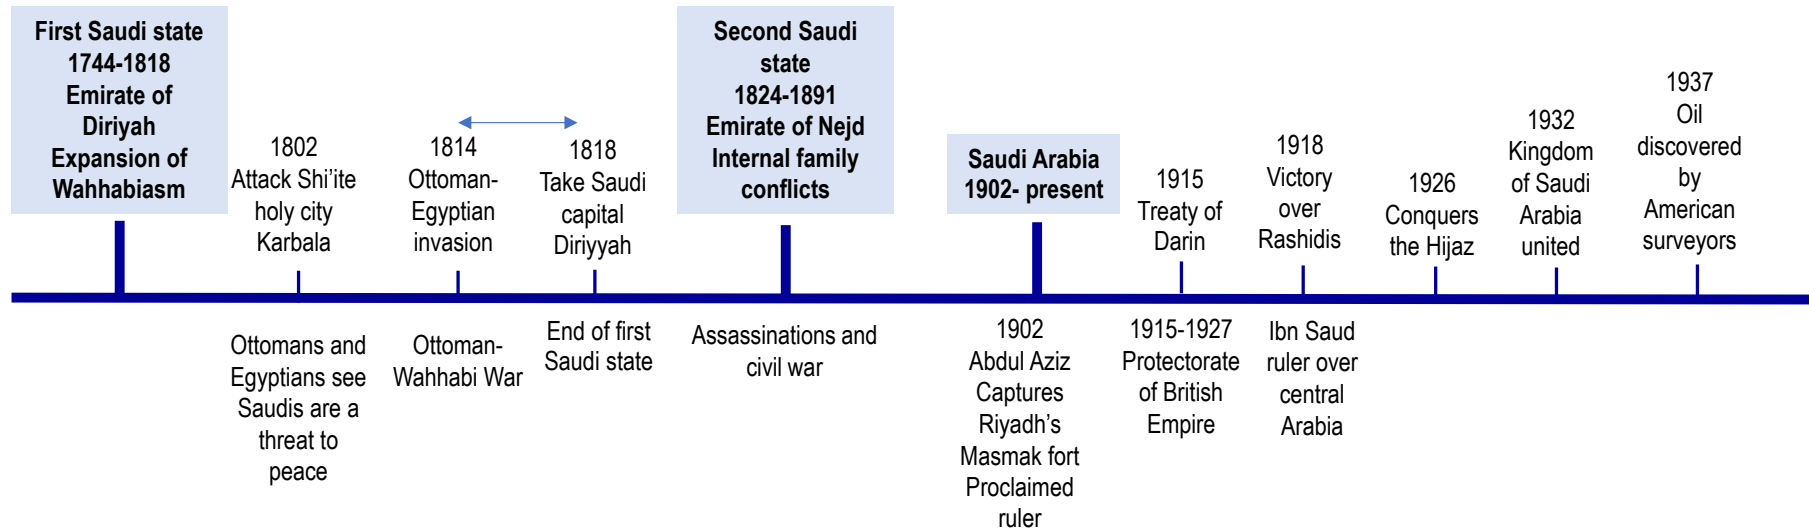 First Saudi state
1744-1818
Emirate of
Diriyah
Expansion of
Wahhabiasm
1802
Attack Shi’ite
holy city
Karbala
1814
Ottoman-
Egyptian
invasion
1818
Take Saudi
capital
Diriyyah
Second Saudi
state
1824-1891
Emirate of Nejd
Internal family
conflicts
Saudi Arabia
1902- present
1915
Treaty of
Darin
1918
Victory
over
Rashidis
1926
Conquers
the Hijaz
1932
Kingdom
of Saudi
Arabia
united
1937
Oil
discovered
by
American
surveyors
Ottomans and
Egyptians see
Saudis are a
threat to
peace
Ottoman-
Wahhabi War
End of first
Saudi state
Assassinations and
civil war
1902
Abdul Aziz
Captures
Riyadh’s
Masmak fort
Proclaimed
ruler
1915-1927
Protectorate
of British
Empire
Ibn Saud
ruler over
central
Arabia